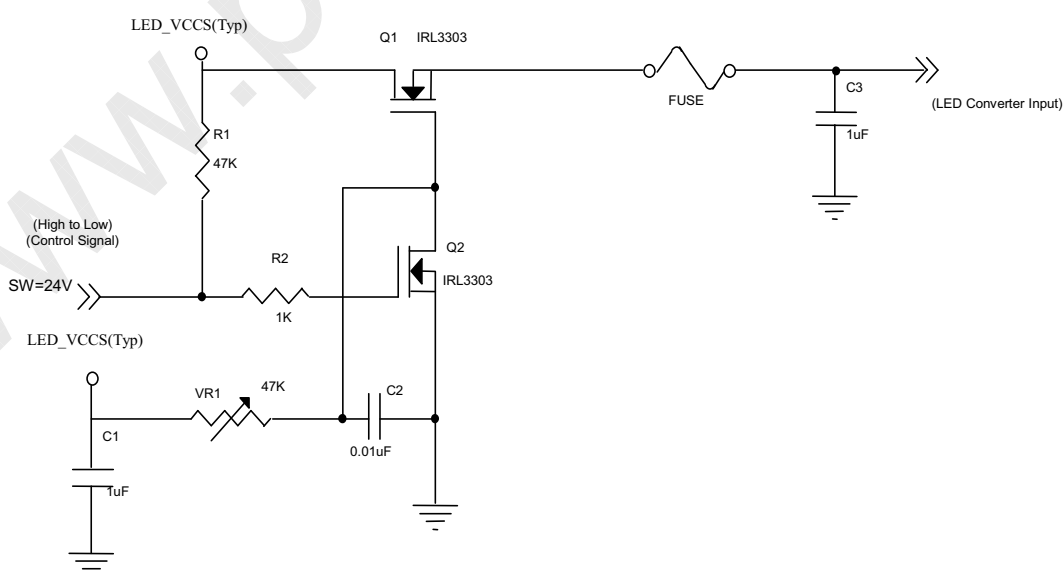 LED_VCCS(Typ)
Q1 IRL3303
FUSE
C3
(LED Converter Input)
1uF
R1
47K
(High to Low)
(Control Signal)
SW=24V
R2
1K
Q2
IRL3303
LED_VCCS(Typ)
VR1
47K
C2
0.01uF
C1
1uF
www.p